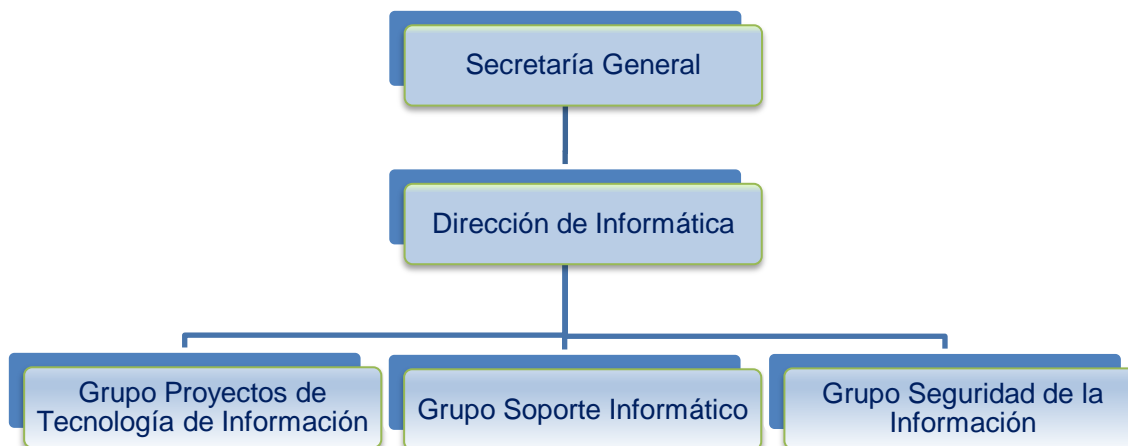 Secretaría General
Dirección de Informática
Grupo Proyectos de
Tecnología de Información
Grupo Soporte Informático
Grupo Seguridad de la
Información